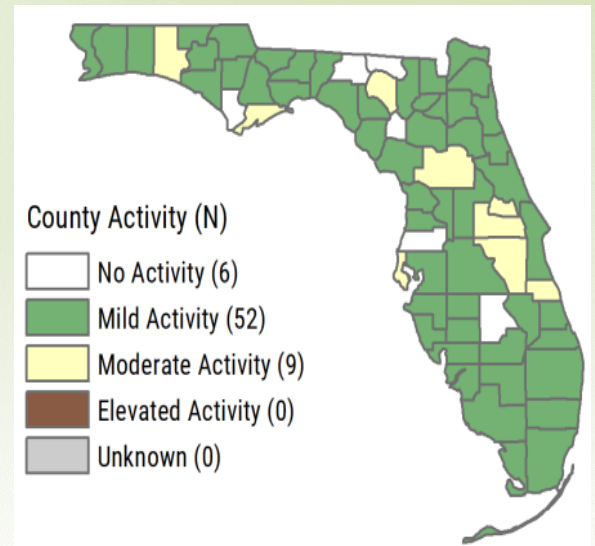 County Activity (N)
No Activity (6)
Mild Activity (52)
Moderate Activity (9)
Elevated Activity (0)
Unknown (0)